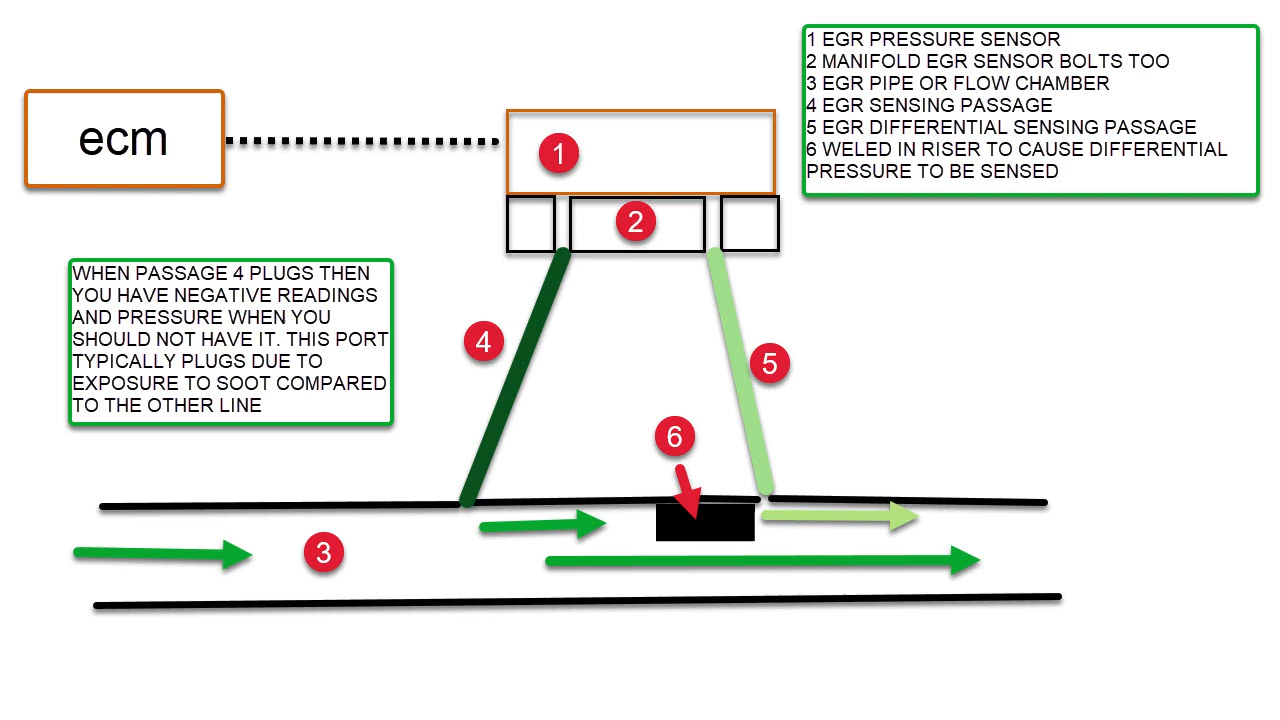 1 EGR PRESSURE SENSOR
2 MANIFOLD EGR SENSOR BOLTS TOO
3 EGR PIPE OR FLOW CHAMBER
4 EGR SENSING PASSAGE
5 EGR DIFFERENTIAL SENSING PASSAGE
6 WELED IN RISER TO CAUSE DIFFERENTIAL
PRESSURE TO BE SENSED
ecm
1
2
WHEN PASSAGE 4 PLUGS THEN
YOU HAVE NEGATIVE READINGS
AND PRESSURE WHEN YOU
SHOULD NOT HAVE IT. THIS PORT
TYPICALLY PLUGS DUE TO
EXPOSURE TO SOOT COMPARED
TO THE OTHER LINE
4
5
6
3